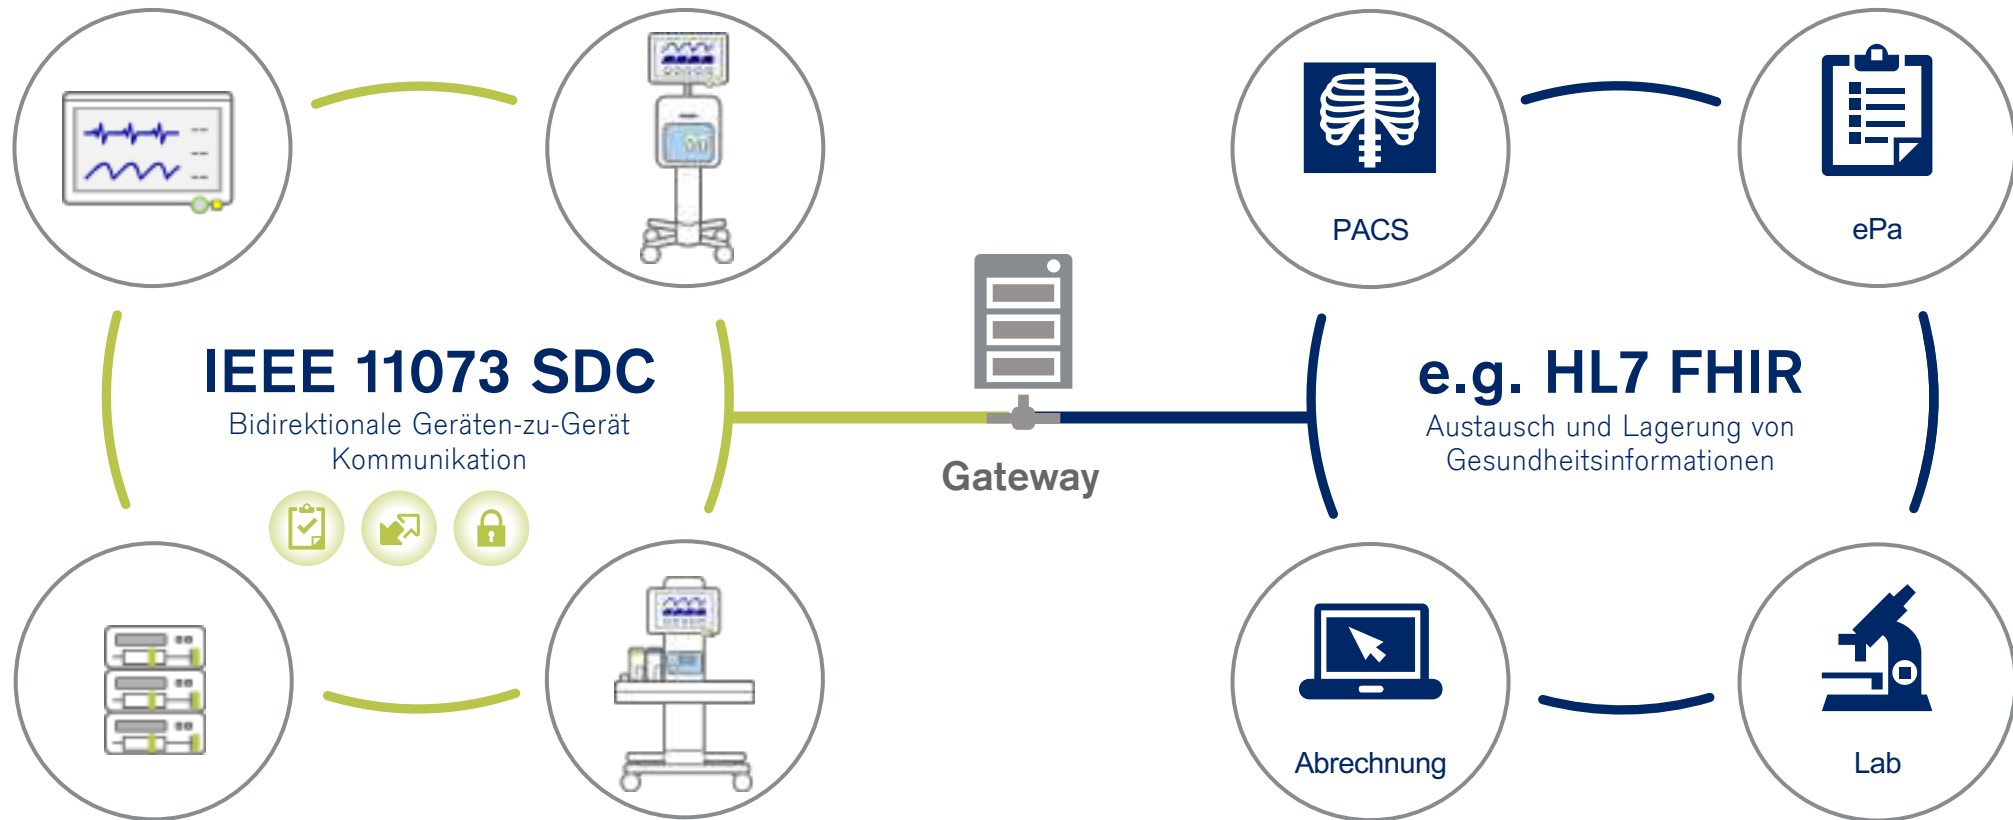 PACS
ePa
IEEE 11073 SDC
Bidirektionale Geräten-zu-Gerät
Kommunikation
Gateway
e.g. HL7 FHIR
Austausch und Lagerung von
Gesundheitsinformationen
Abrechnung
Lab